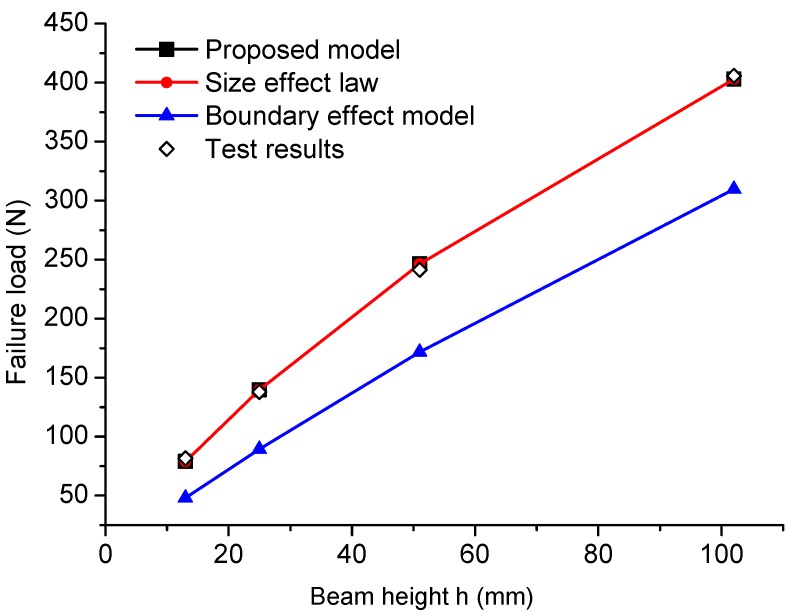 450
400
350
300
250
200
150
100
50
Failure load (N)
Proposed model
Size effect law
Boundary effect model
Test results
0 20 40 60 80 100
Beam height h (mm)